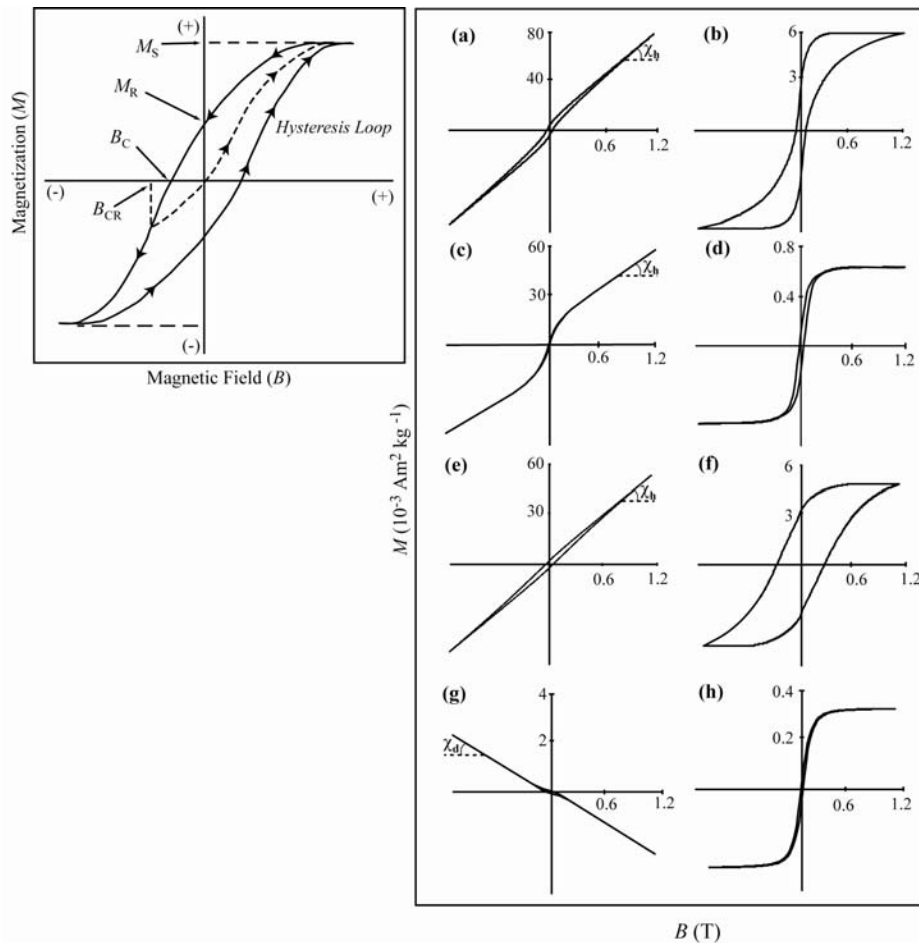 (+)
M_S
M_R
B_C
Hysteresis Loop
(-)
(+)
B_CR
(-)
Magnetization (M)
Magnetic Field (B)
(a)
80
40
χ_h
0.6
1.2
(b)
6
3
0.6
1.2
(c)
60
30
χ_h
0.6
1.2
(d)
0.8
0.4
0.6
1.2
(e)
60
30
χ_h
0.6
1.2
(f)
6
3
0.6
1.2
(g)
4
2
χ_d
0.6
1.2
(h)
0.4
0.2
0.6
1.2
M (10⁻³ Am² kg⁻¹)
B (T)